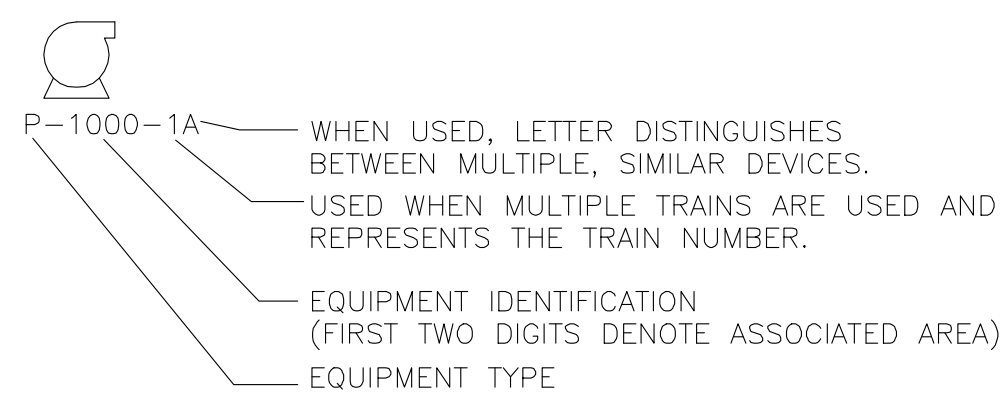 P-1000-1A
WHEN USED, LETTER DISTINGUISHES
BETWEEN MULTIPLE, SIMILAR DEVICES.
USED WHEN MULTIPLE TRAINS ARE USED AND
REPRESENTS THE TRAIN NUMBER.
EQUIPMENT IDENTIFICATION
(FIRST TWO DIGITS DENOTE ASSOCIATED AREA)
EQUIPMENT TYPE